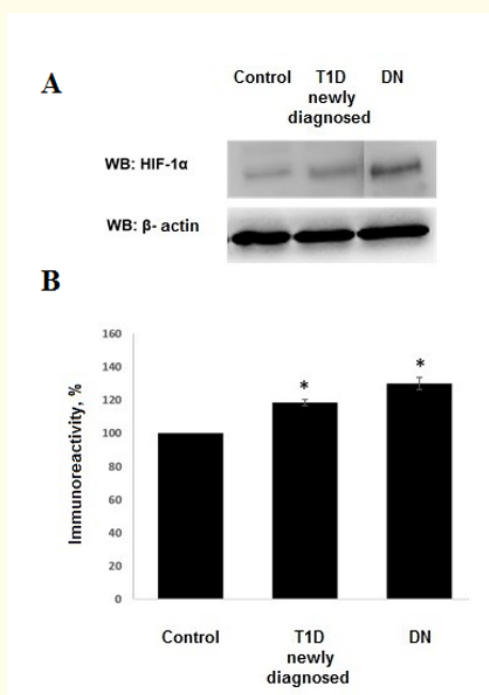 A
Control
T1D
DN
newly
diagnosed
WB: HIF-1α
WB: β- actin
B
160
140
120
100
80
60
40
20
0
Immunoreactivity, %
*
*
Control
T1D
DN
newly
diagnosed